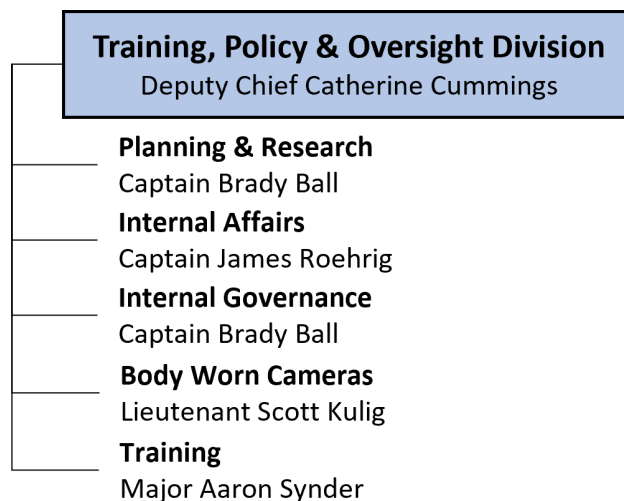 Training, Policy & Oversight Division
Deputy Chief Catherine Cummings
Planning & Research
Captain Brady Ball
Internal Affairs
Captain James Roehrig
Internal Governance
Captain Brady Ball
Body Worn Cameras
Lieutenant Scott Kulig
Training
Major Aaron Synder